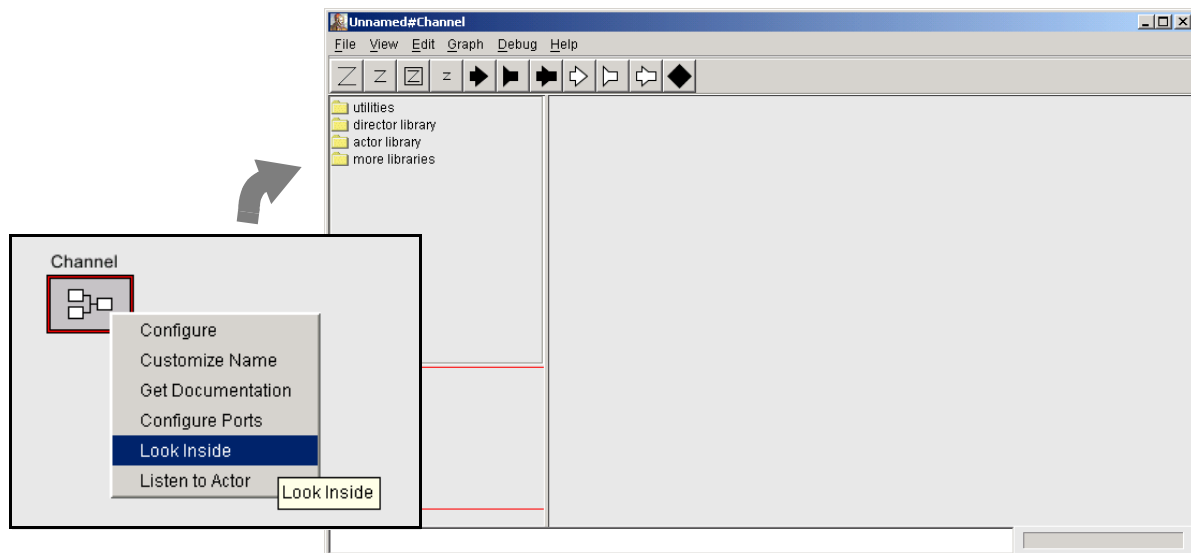 Unnamed#Channel
File View Edit Graph Debug Help
Z Z Z z
utilities
director library
actor library
more libraries
Channel
Configure
Customize Name
Get Documentation
Configure Ports
Look Inside
Listen to Actor
Look Inside